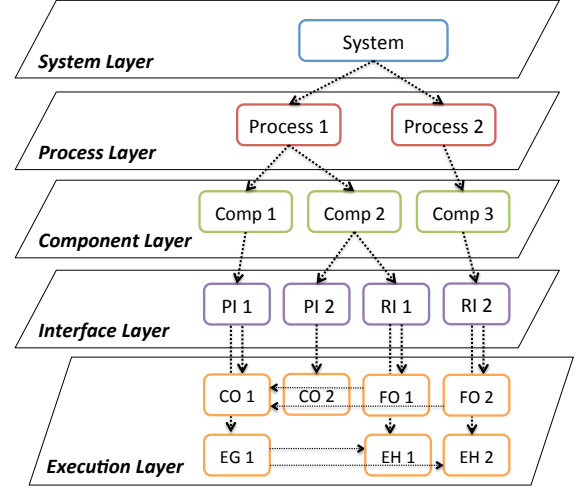 System
System Layer
Process 1
Process 2
Process Layer
Comp 1
Comp 2
Comp 3
Component Layer
PI 1
PI 2
RI 1
RI 2
Interface Layer
CO 1
CO 2
FO 1
FO 2
EG 1
EH 1
EH 2
Execution Layer